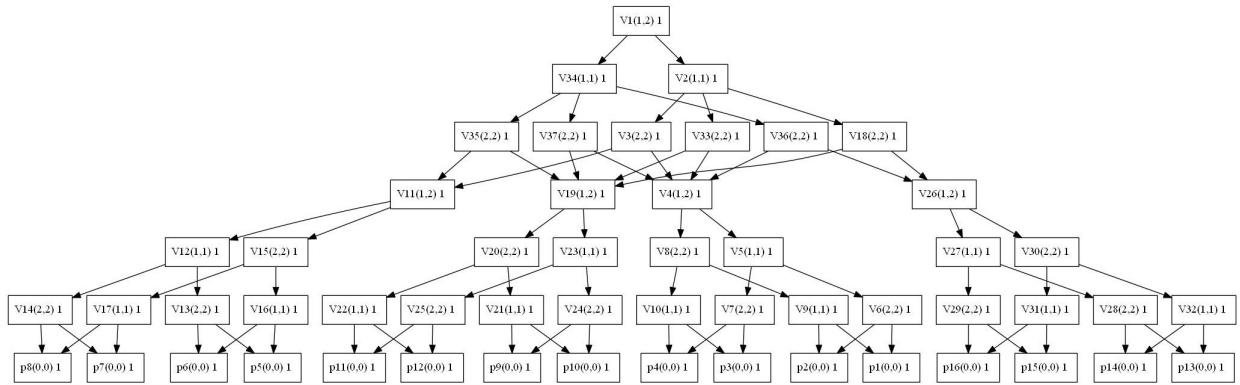 V1(1,2) 1
V34(1,1) 1 V2(1,1) 1
V35(2,2) 1 V37(2,2) 1 V3(2,2) 1 V33(2,2) 1 V36(2,2) 1 V18(2,2) 1
V11(1,2) 1 V19(1,2) 1 V4(1,2) 1 V26(1,2) 1
V12(1,1) 1 V15(2,2) 1 V20(2,2) 1 V23(1,1) 1 V8(2,2) 1 V5(1,1) 1 V27(1,1) 1 V30(2,2) 1
V14(2,2) 1 V17(1,1) 1 V13(2,2) 1 V16(1,1) 1 V22(1,1) 1 V25(2,2) 1 V21(1,1) 1 V24(2,2) 1 V10(1,1) 1 V7(2,2) 1 V9(1,1) 1 V6(2,2) 1 V29(2,2) 1 V31(1,1) 1 V28(2,2) 1 V32(1,1) 1
p8(0.0) 1 p7(0.0) 1 p6(0.0) 1 p5(0.0) 1 p11(0.0) 1 p12(0.0) 1 p9(0.0) 1 p10(0.0) 1 p4(0.0) 1 p3(0.0) 1 p2(0.0) 1 p1(0.0) 1 p16(0.0) 1 p15(0.0) 1 p14(0.0) 1 p13(0.0) 1